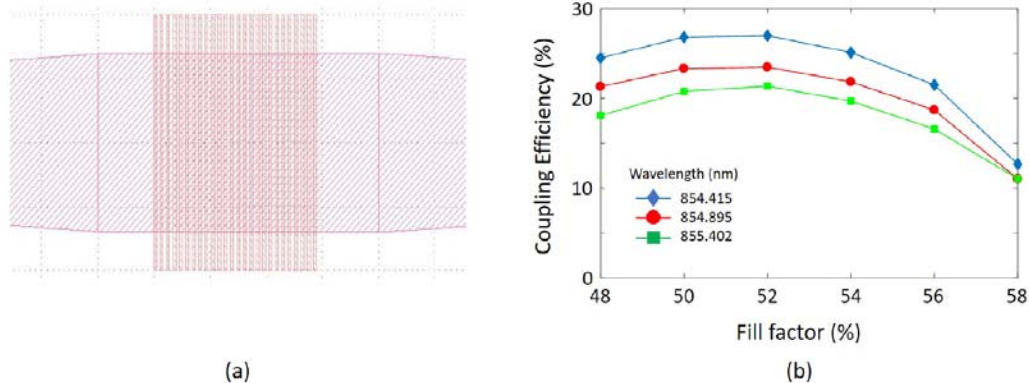 30
20
10
0
Coupling Efficiency (%)
Wavelength (nm)
854.415
854.895
855.402
48 50 52 54 56 58
Fill factor (%)
(a) (b)